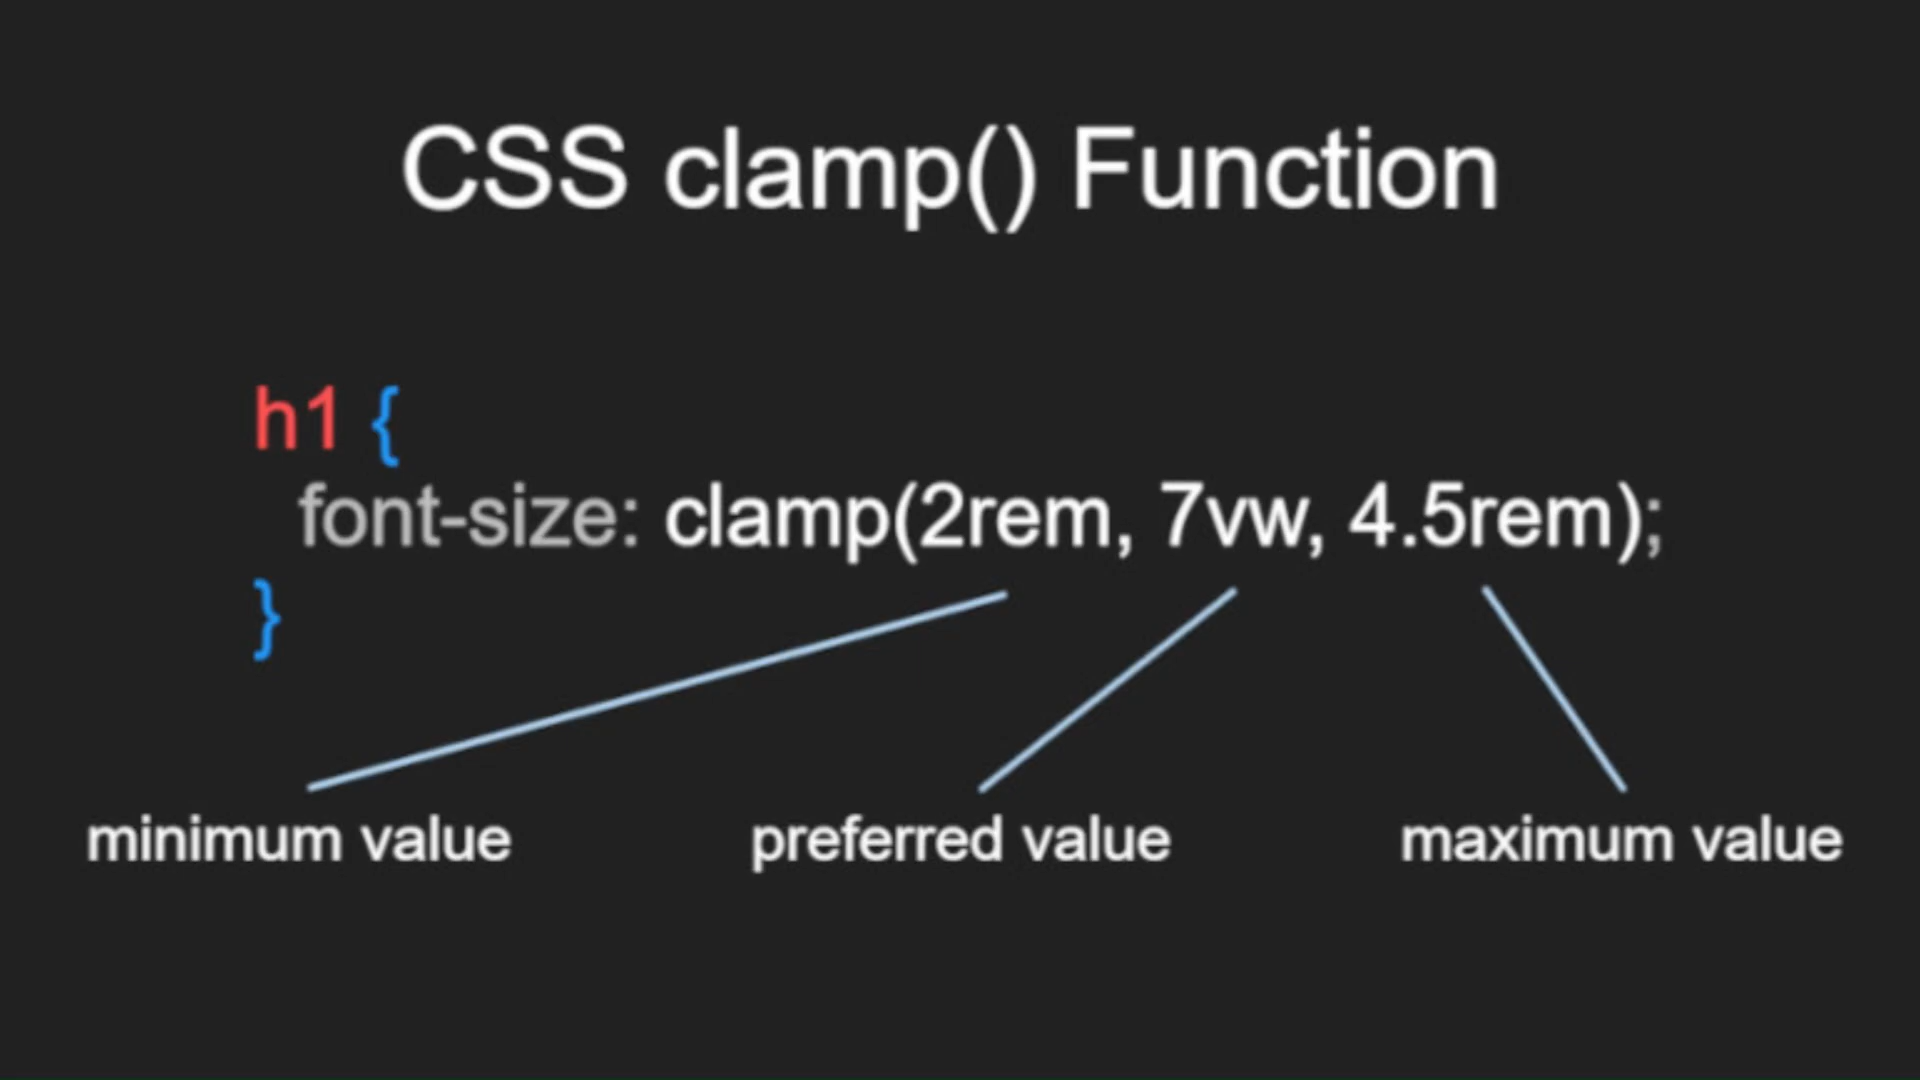 CSS clamp() Function
h1 {
font-size: clamp(2rem, 7vw, 4.5rem);
}
minimum value
preferred value
maximum value